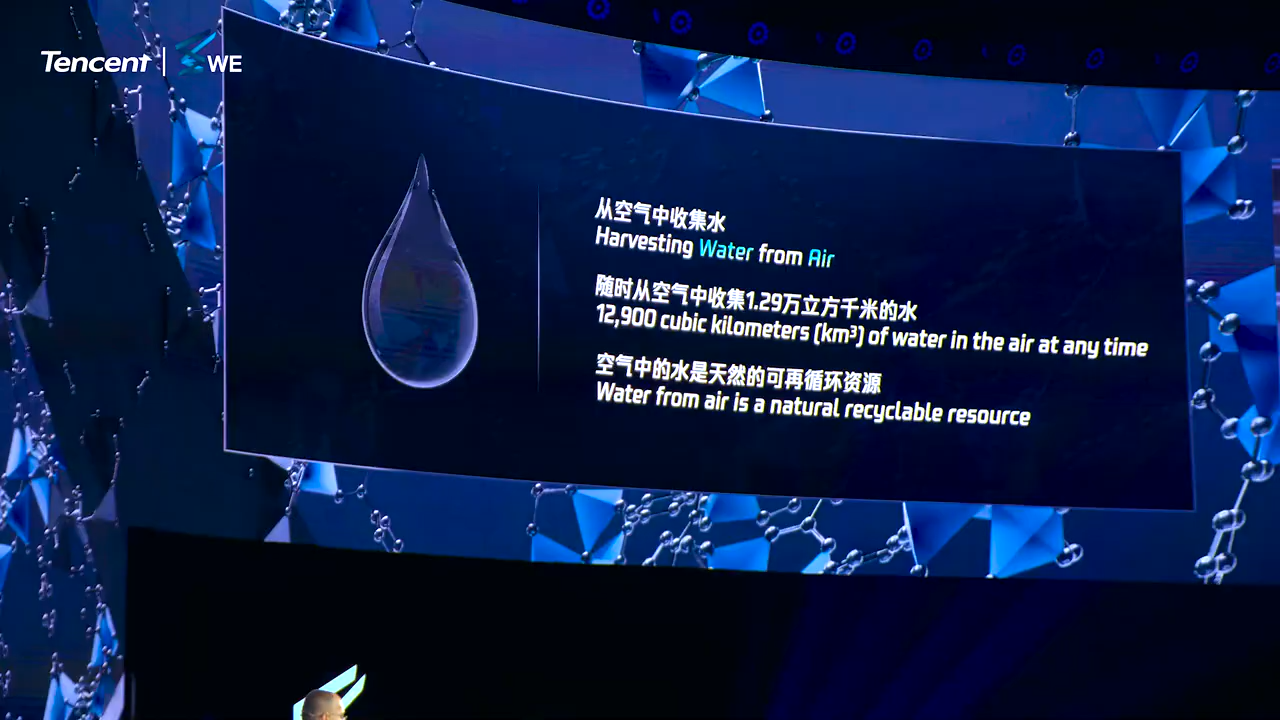 Tencent | WE
从空气中收集水
Harvesting Water from Air
随时从空气中收集1.29万立方千米的水
12,900 cubic kilometers (km³) of water in the air at any time
空气中的水是天然的可再循环资源
Water from air is a natural recyclable resource